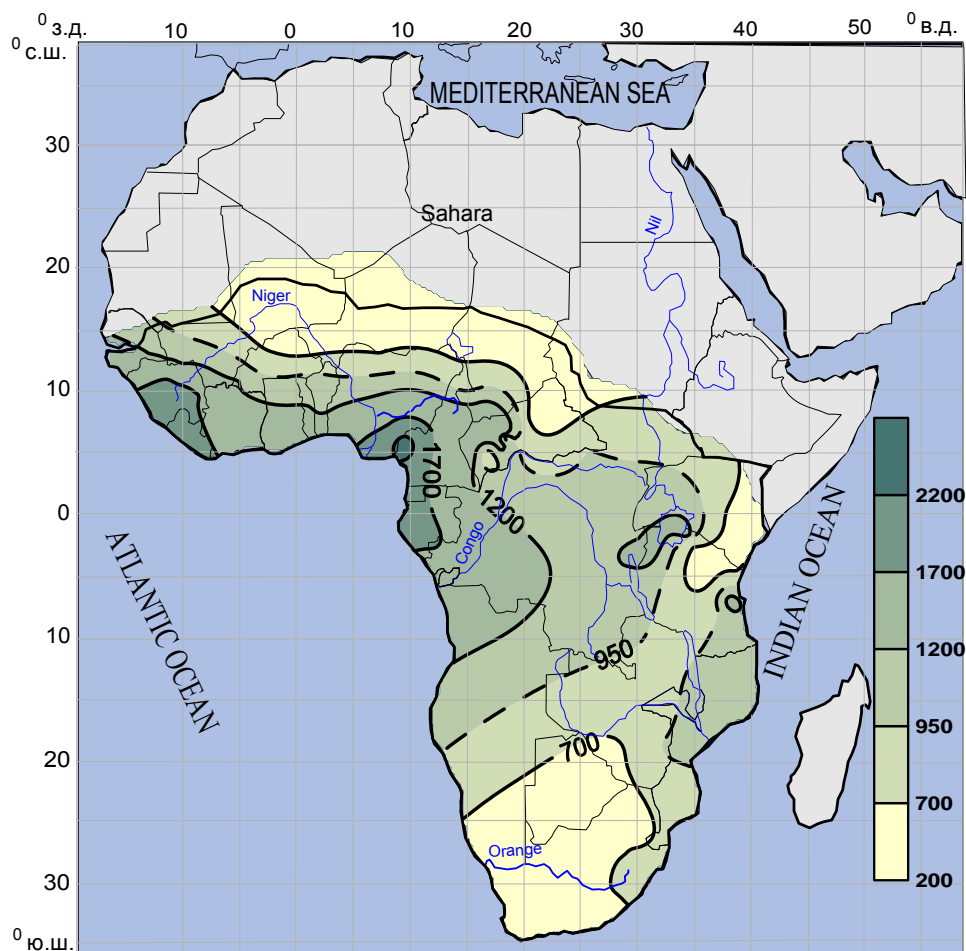 ⁰ з.д.
10
0
10
20
30
40
50
⁰ в.д.
⁰ с.ш.
MEDITERRANEAN SEA
30
Sahara
Nil
20
Niger
10
1700
2200
1200
0
Congo
ATLANTIC OCEAN
INDIAN OCEAN
1700
10
950
1200
950
20
700
700
Orange
30
200
⁰ ю.ш.